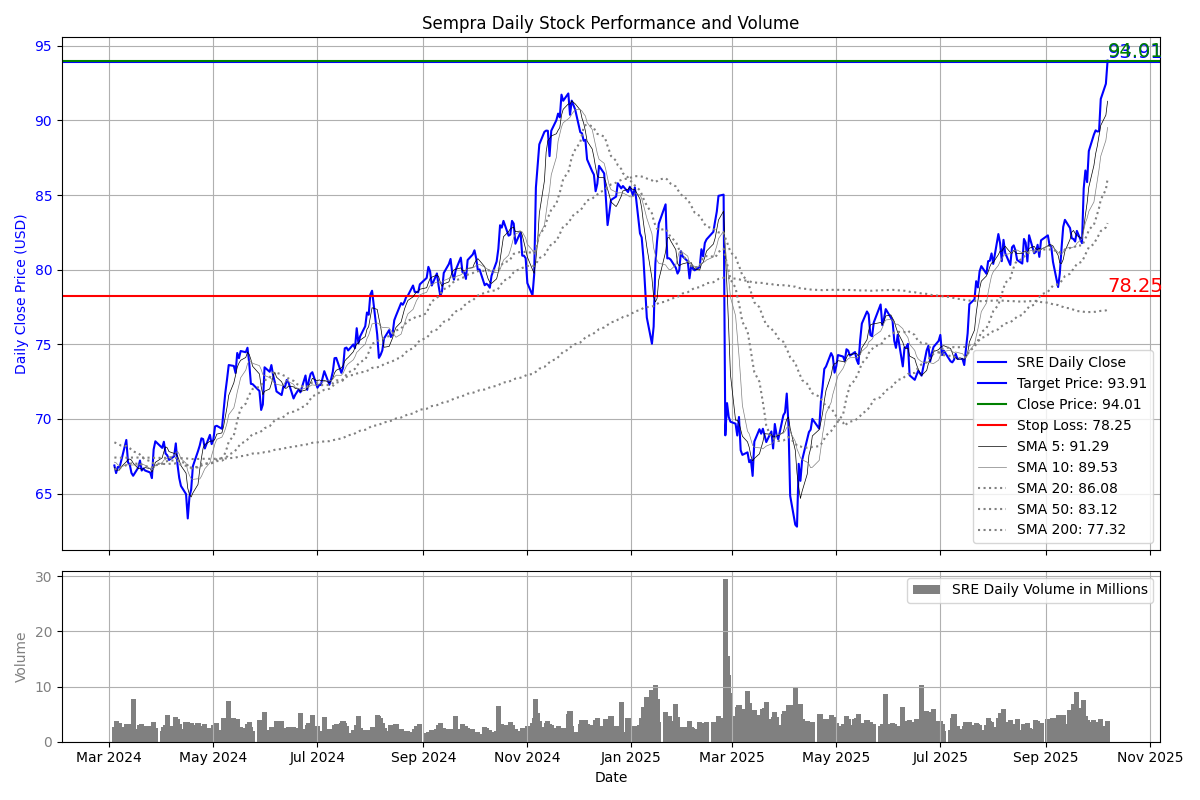 Sempra Daily Stock Performance and Volume
95
90
85
80
75
70
65
Daily Close Price (USD)
94.01
93.91
78.25
SRE Daily Close
Target Price: 93.91
Close Price: 94.01
Stop Loss: 78.25
SMA 5: 91.29
SMA 10: 89.53
SMA 20: 86.08
SMA 50: 83.12
SMA 200: 77.32
30
20
10
0
Volume
SRE Daily Volume in Millions
Mar 2024 May 2024 Jul 2024 Sep 2024 Nov 2024 Jan 2025 Mar 2025 May 2025 Jul 2025 Sep 2025 Nov 2025
Date